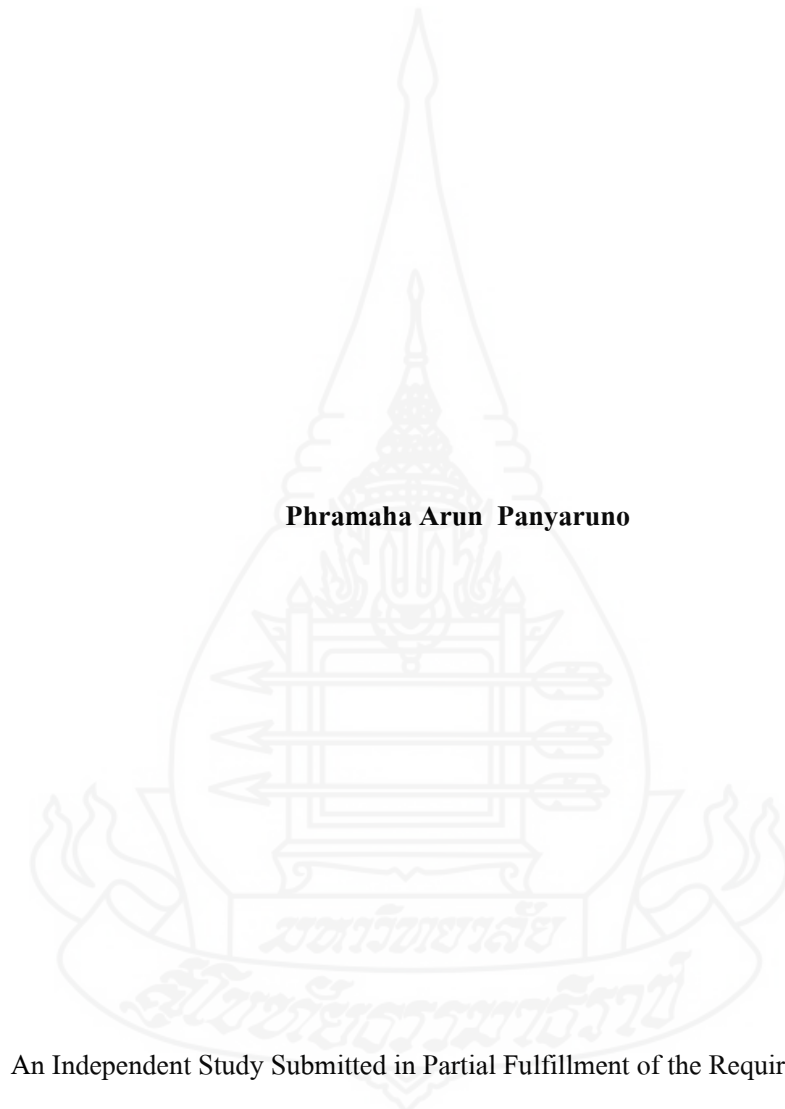 Phramaha Arun Panyaruno
มหาวิทยาลัย
สุโขทัยธรรมาธิราช
An Independent Study Submitted in Partial Fulfillment of the Requir